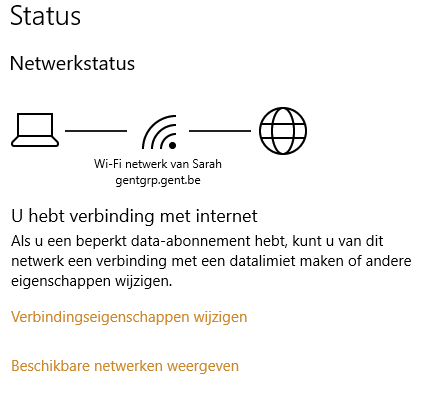 Status
Netwerkstatus
Wi-Fi netwerk van Sarah
gentgrp.gent.be
U hebt verbinding met internet
Als u een beperkt data-abonnement hebt, kunt u van dit
netwerk een verbinding met een datalimiet maken of andere
eigenschappen wijzigen.
Verbindingseigenschappen wijzigen
Beschikbare netwerken weergeven